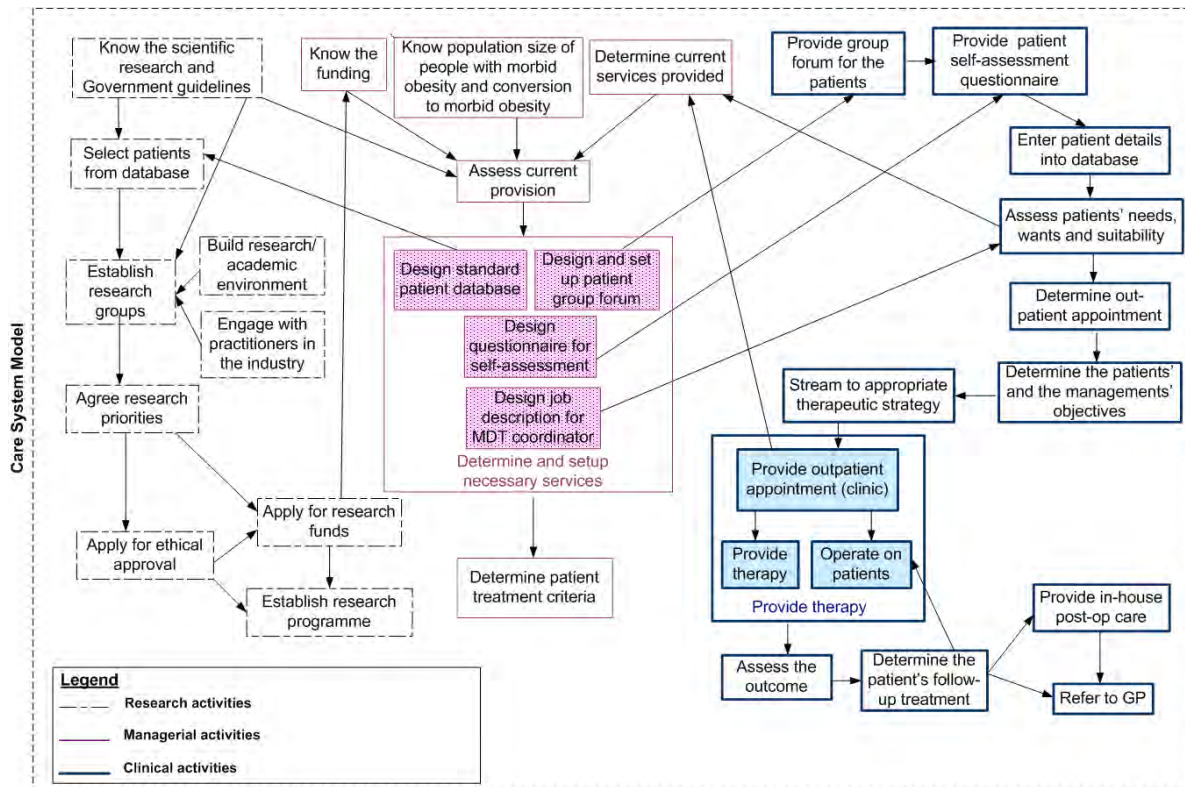 Care System Model
Know the scientific
research and
Government guidelines
Know the
funding
Know population size of
people with morbid
obesity and conversion
to morbid obesity
Determine current
services provided
Provide group
forum for the
patients
Provide patient
self-assessment
questionnaire
Select patients
from database
Assess current
provision
Enter patient details
into database
Assess patients' needs,
wants and suitability
Establish
research
groups
Build research/
academic
environment
Engage with
practitioners
in the industry
Design standard
patient database
Design and set
up patient
group forum
Design
questionnaire for
self-assessment
Design job
description for
MDT coordinator
Determine and setup
necessary services
Determine out-
patient appointment
Determine the patients'
and the managements'
objectives
Stream to appropriate
therapeutic strategy
Agree research
priorities
Provide outpatient
appointment (clinic)
Provide
therapy
Operate on
patients
Provide therapy
Apply for research
funds
Apply for ethical
approval
Establish research
programme
Determine patient
treatment criteria
Assess the
outcome
Determine the
patient's follow-
up treatment
Provide in-house
post-op care
Refer to GP
Legend
Research activities
Managerial activities
Clinical activities